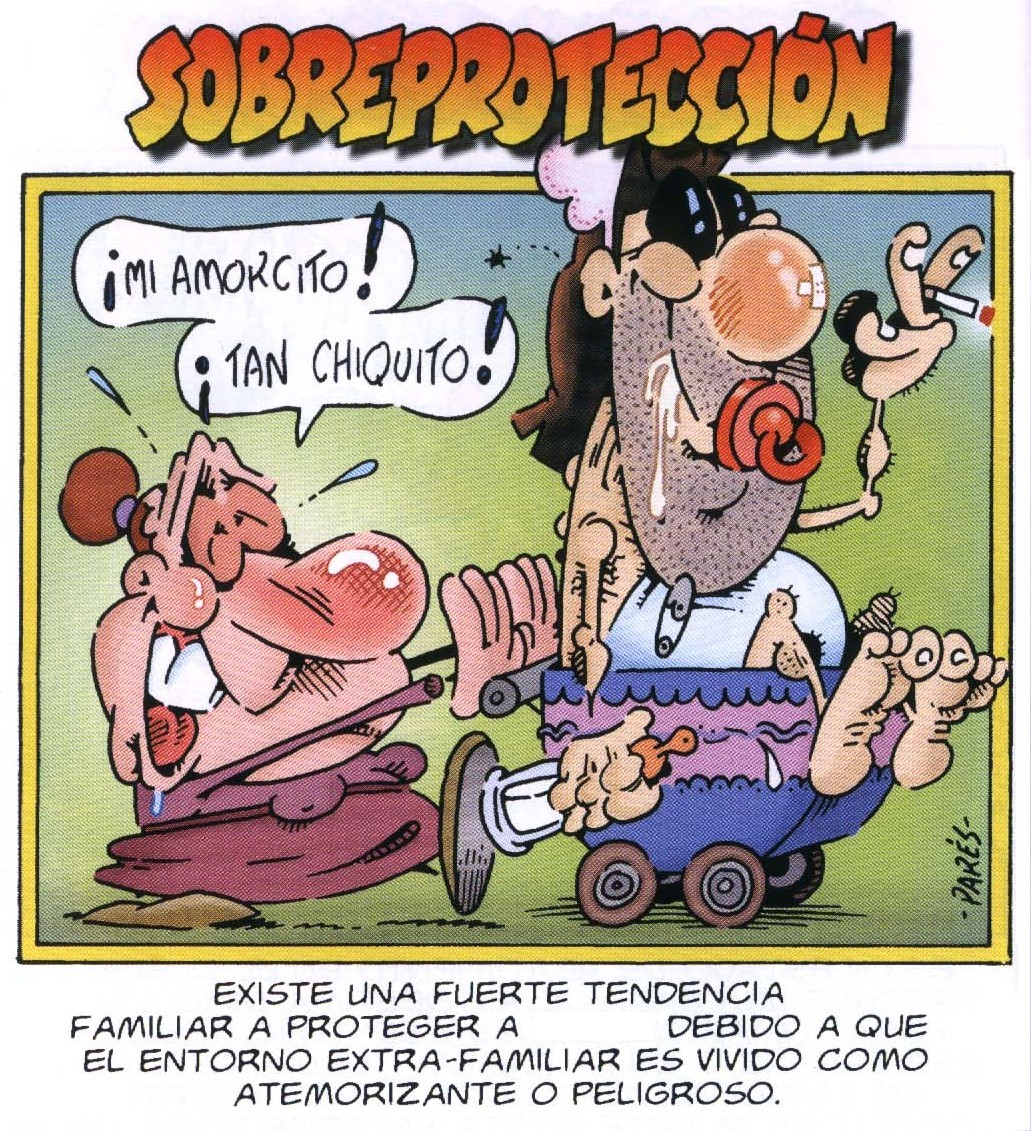 SOBREPROTECCIÓN
¡MI AMORCITO!
¡TAN CHIQUITO!
-PARÉS-
EXISTE UNA FUERTE TENDENCIA
FAMILIAR A PROTEGER A DEBIDO A QUE
EL ENTORNO EXTRA-FAMILIAR ES VIVIDO COMO
ATEMORIZANTE O PELIGROSO.